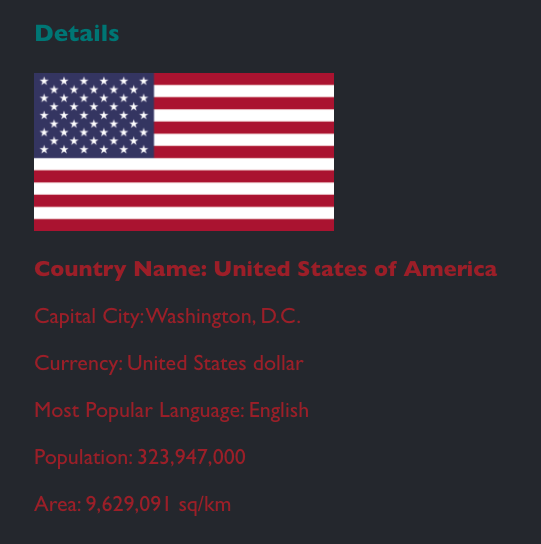 Details
Country Name: United States of America
Capital City: Washington, D.C.
Currency: United States dollar
Most Popular Language: English
Population: 323,947,000
Area: 9,629,091 sq/km